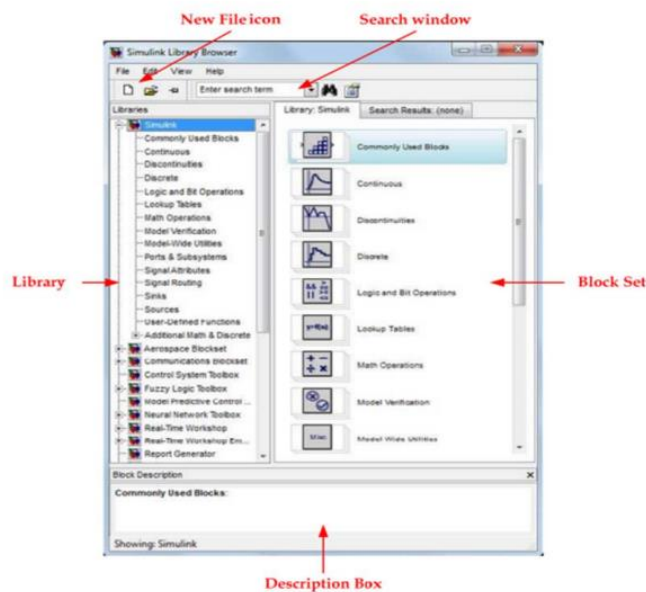 New File icon
Search window
Simulink Library Browser
File Edit View Help
Enter search term
Libraries
Library: Simulink
Search Results: (none)
Simulink
Commonly Used Blocks
Continuous
Discontinuities
Discrete
Logic and Bit Operations
Lookup Tables
Math Operations
Model Verification
Model-Wide Utilities
Ports & Subsystems
Signal Attributes
Signal Routing
Sinks
Sources
User-Defined Functions
Additional Math & Discrete
Aerospace Blockset
Communications Blockset
Control System Toolbox
Fuzzy Logic Toolbox
Model Predictive Control ...
Neural Network Toolbox
Real-Time Workshop
Real-Time Workshop Em...
Report Generator
Commonly Used Blocks
Continuous
Discontinuities
Discrete
Logic and Bit Operations
y=f(u)
Lookup Tables
Math Operations
Model Verification
Misc
Model Wide Utilities
Library
Block Set
Block Description
Commonly Used Blocks:
Showing: Simulink
Description Box